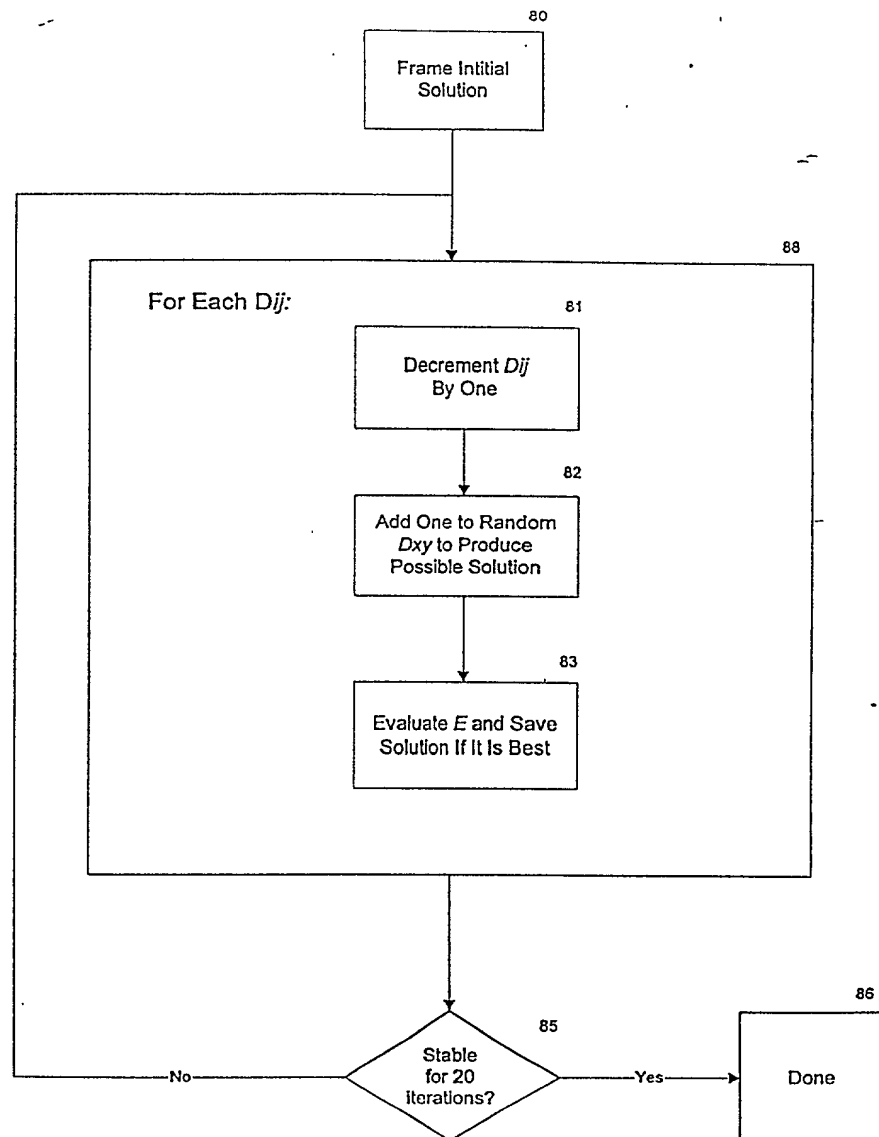 80
Frame Intitial
Solution
88
For Each Dij:
81
Decrement Dij
By One
82
Add One to Random
Dxy to Produce
Possible Solution
83
Evaluate E and Save
Solution If It Is Best
85
86
Stable
for 20
iterations?
No
Yes
Done